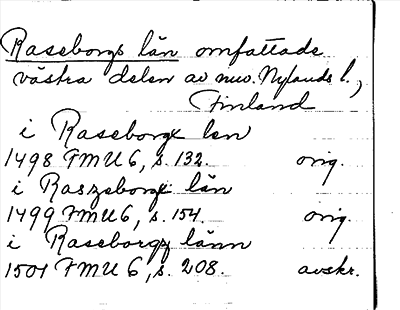 Raseborgs län omfattade
västra delen av nuv. Nylands l.,
Finland
i Raseborgx len
1498 FMU 6, s. 132. orig.
i Raszeborgx län
1499 FMU 6, s. 154. orig.
i Raseborgx länn
1501 FMU 6, s. 208. avskr.